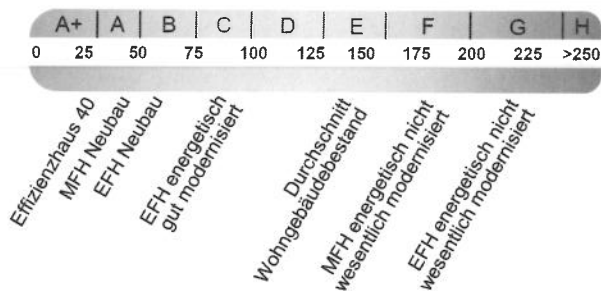 A+ A B C D E F G H
0 25 50 75 100 125 150 175 200 225 >250
Effizienzhaus 40
MFH Neubau
EFH Neubau
EFH energetisch
gut modernisiert
Durchschnitt
Wohngebäudebestand
MFH energetisch nicht
wesentlich modernisiert
EFH energetisch nicht
wesentlich modernisiert